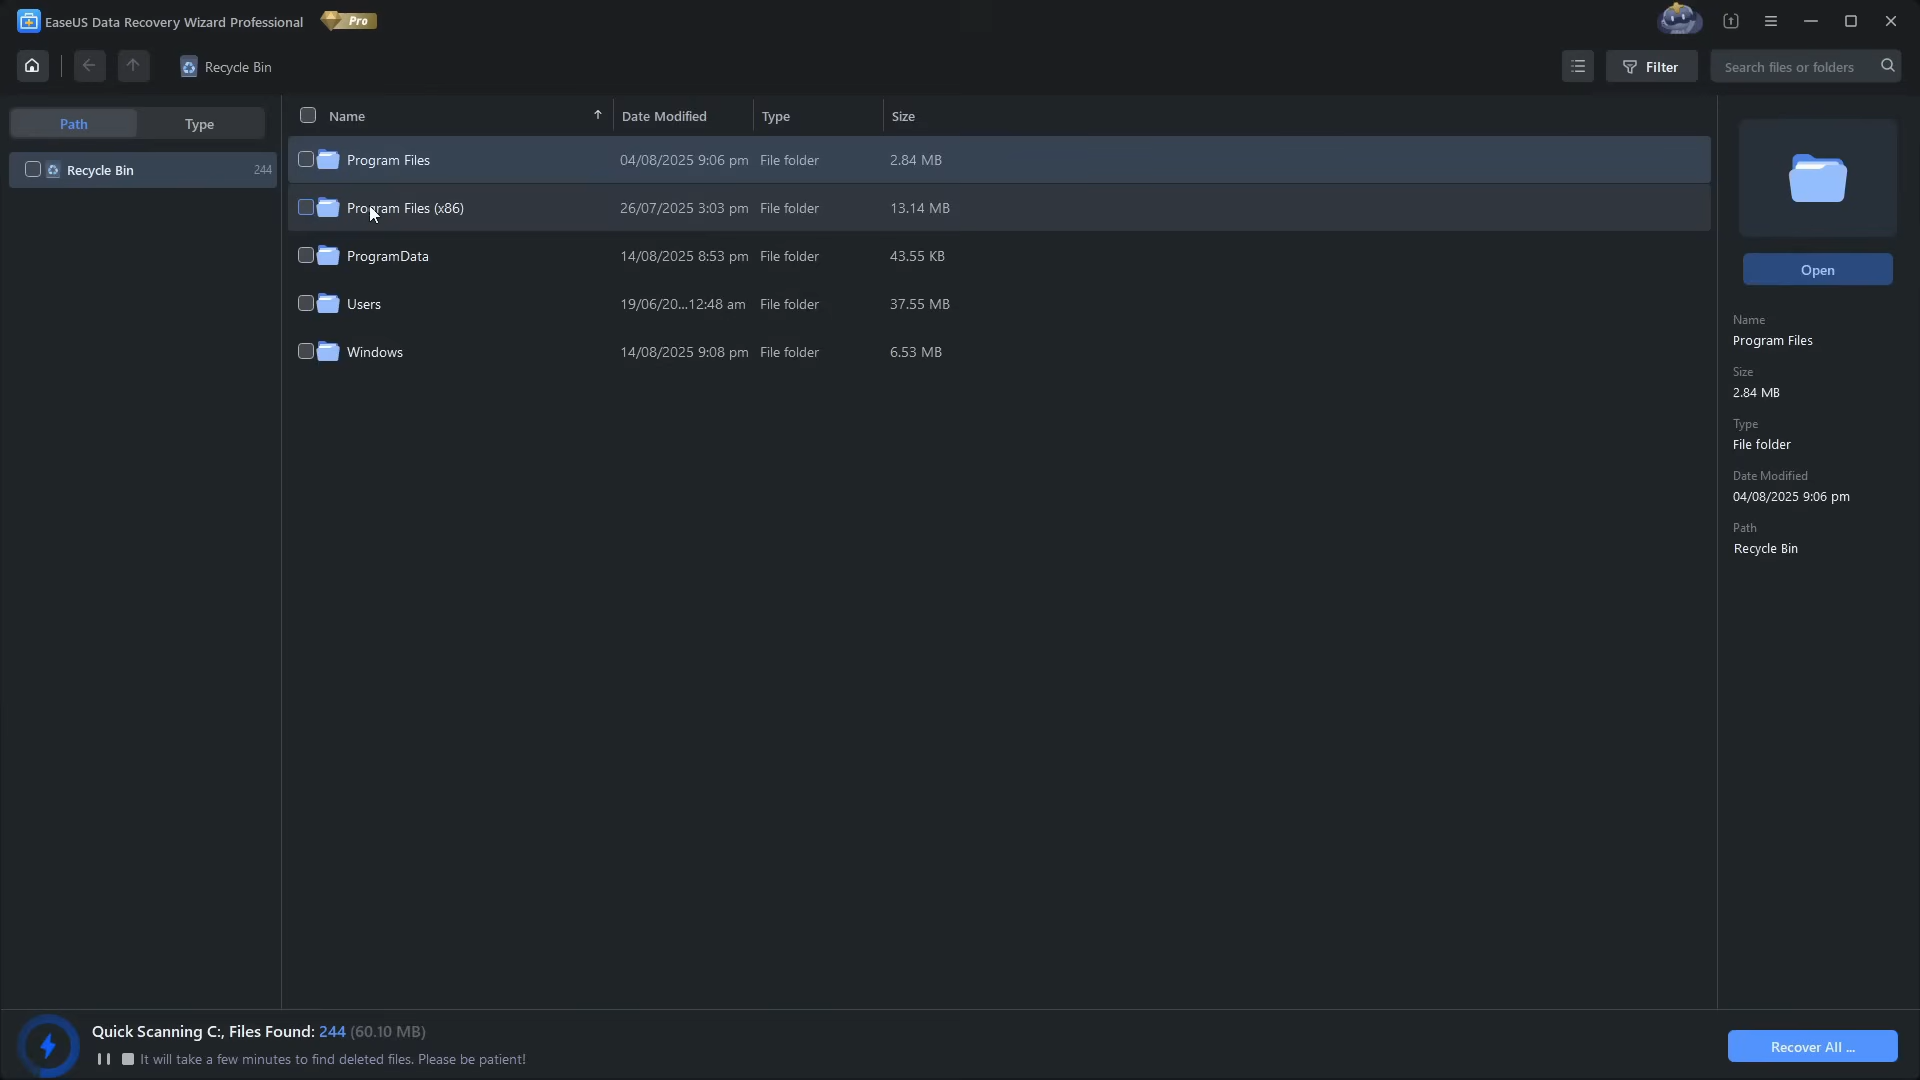 EaseUS Data Recovery Wizard Professional Pro
Recycle Bin Filter Search files or folders
Path Type
Recycle Bin 244
Name Date Modified Type Size
Program Files 04/08/2025 9:06 pm File folder 2.84 MB
Program Files (x86) 26/07/2025 3:03 pm File folder 13.14 MB
ProgramData 14/08/2025 8:53 pm File folder 43.55 KB
Users 19/06/20...12:48 am File folder 37.55 MB
Windows 14/08/2025 9:08 pm File folder 6.53 MB
Open
Name
Program Files
Size
2.84 MB
Type
File folder
Date Modified
04/08/2025 9:06 pm
Path
Recycle Bin
Quick Scanning C:, Files Found: 244 (60.10 MB)
It will take a few minutes to find deleted files. Please be patient!
Recover All ...